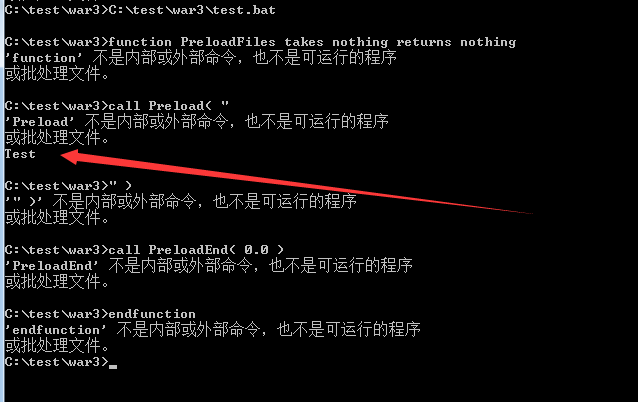 C:\test\war3>C:\test\war3\test.bat
C:\test\war3>function PreloadFiles takes nothing returns nothing
'function' 不是内部或外部命令，也不是可运行的程序
或批处理文件。
C:\test\war3>call Preload( "
'Preload' 不是内部或外部命令，也不是可运行的程序
或批处理文件。
Test
C:\test\war3>" )
'" )' 不是内部或外部命令，也不是可运行的程序
或批处理文件。
C:\test\war3>call PreloadEnd( 0.0 )
'PreloadEnd' 不是内部或外部命令，也不是可运行的程序
或批处理文件。
C:\test\war3>endfunction
'endfunction' 不是内部或外部命令，也不是可运行的程序
或批处理文件。
C:\test\war3>_